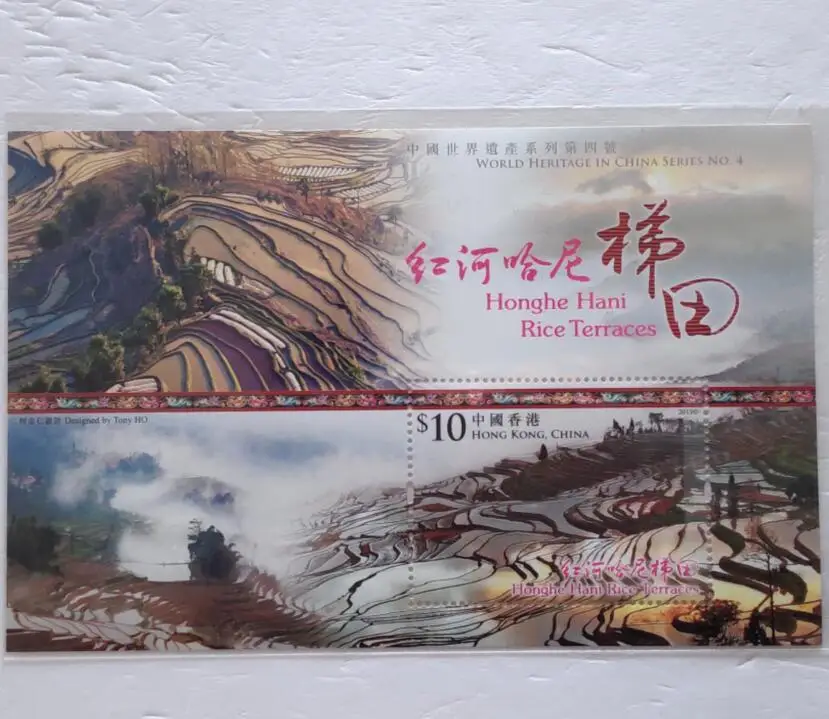 中國世界遺產系列第四號
WORLD HERITAGE IN CHINA SERIES NO. 4
紅河哈尼梯田
Honghe Hani
Rice Terraces
Designed by Tony HO
$10 中國香港
HONG KONG, CHINA
紅河哈尼梯田
Honghe Hani Rice Terraces